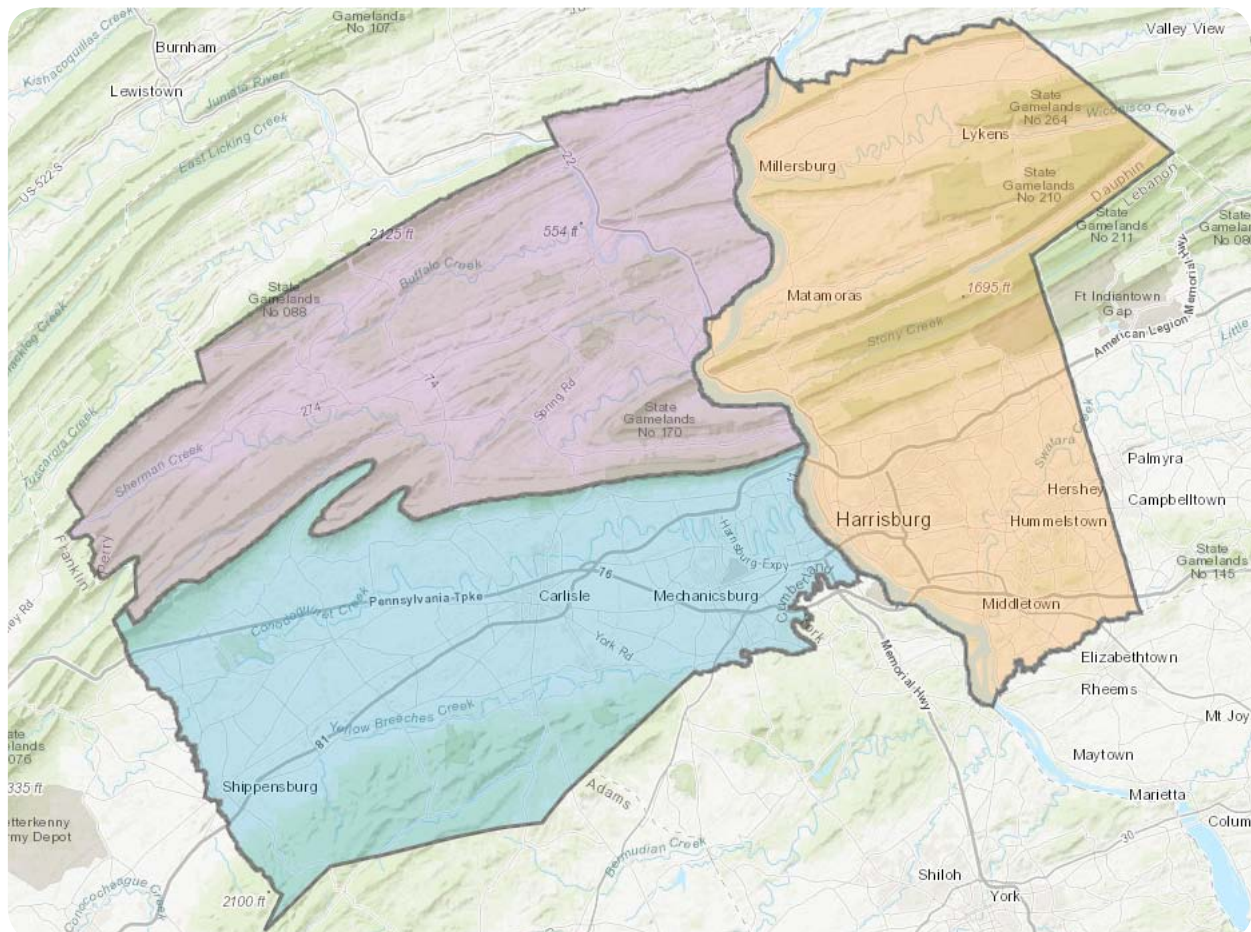 Gamelands
No 107
Valley View
Kishacoquillas Creek
Burnham
Lewistown
Juniata River
State
Gamelands
No 264
Wiconisco Creek
East Licking Creek
Lykens
US-522-S
22
Millersburg
State
Gamelands
No 210
Dauphin
Lebanon
State
Gamelands
No 211
2125 ft
554 ft
Buffalo Creek
State
Gamelands
No 088
Matamoras
1695 ft
Ft Indiantown
Gap
Memorial-Hwy
American Legion
Stony Creek
Little
Tuscarora Creek
274
74
Spring Rd
State
Gamelands
No 170
Sherman Creek
Swatara Creek
Palmyra
Hershey
Campbelltown
Harrisburg
Hummelstown
11
Harrisburg-Expy
Franklin
State
Gamelands
No 145
76
Pennsylvania-Tpke
Carlisle
Mechanicsburg
Cumberland
Conodoguinet Creek
Middletown
York Rd
Memorial-Hwy
Elizabethtown
Rheems
Mt Joy
Yellow Breeches Creek
81
Maytown
Shippensburg
Adams
Marietta
335 ft
30
Bermudian Creek
Shiloh
York
2100 ft
Conococheague Creek